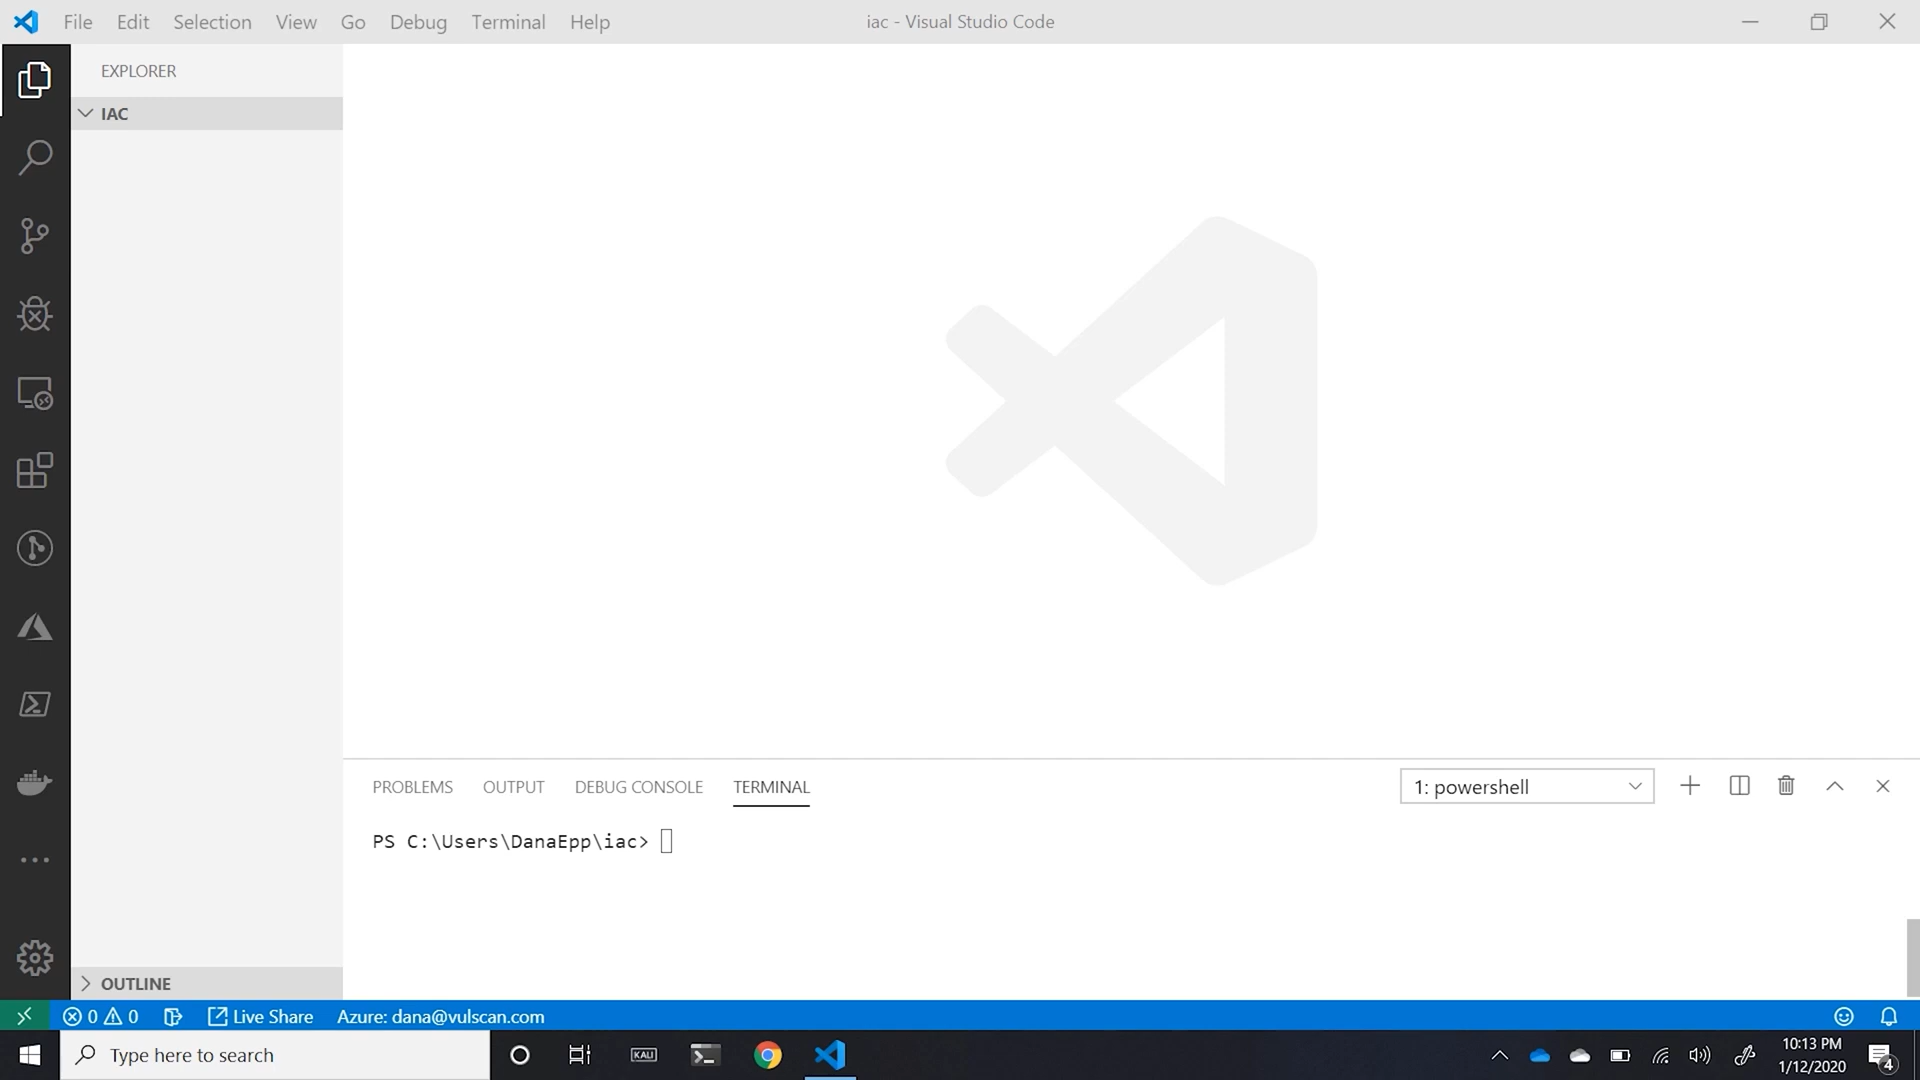 File Edit Selection View Go Debug Terminal Help
iac - Visual Studio Code
EXPLORER
IAC
PROBLEMS OUTPUT DEBUG CONSOLE TERMINAL
1: powershell
PS C:\Users\DanaEpp\iac>
OUTLINE
0 0 Live Share Azure: dana@vulscan.com
Type here to search
KALI
10:13 PM
1/12/2020
4